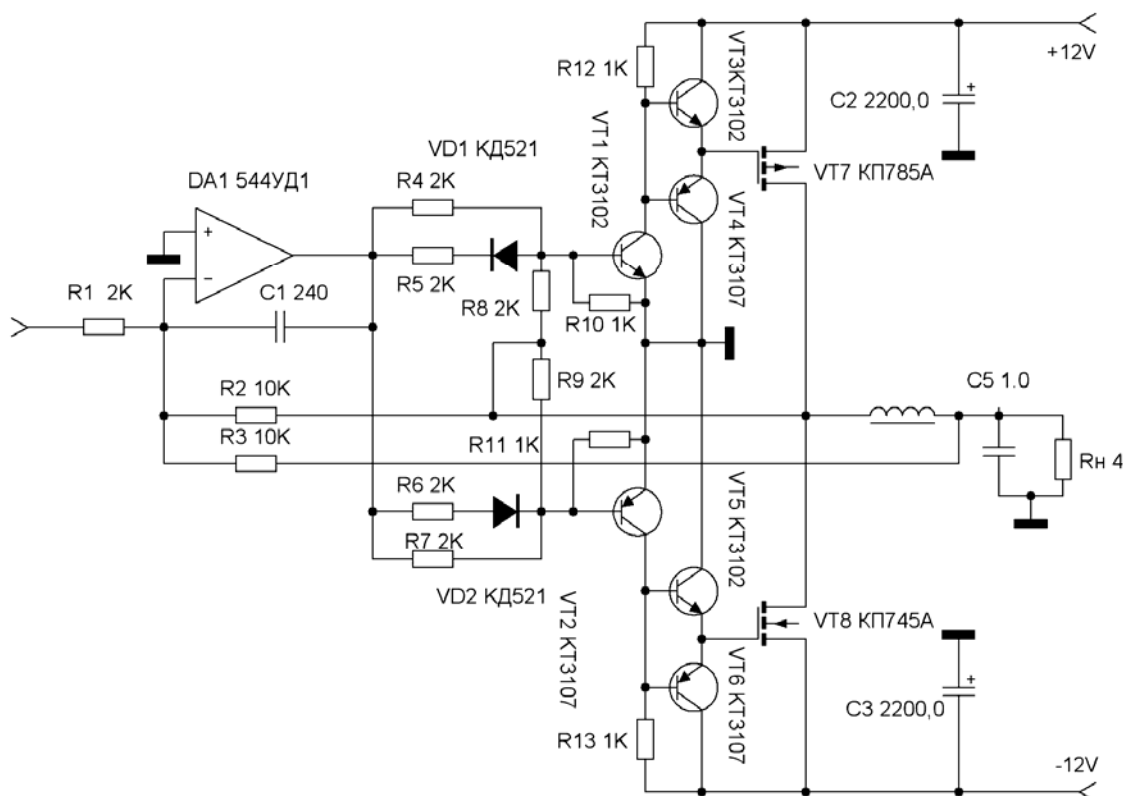 +12V
R12 1K
VT3KT3102
C2 2200,0
+
VT1 KT3102
VD1 КД521
DA1 544УД1
R4 2K
VT7 КП785А
VT4 KT3107
+
−
R5 2K
R1 2K
C1 240
R8 2K
R10 1K
R9 2K
C5 1.0
R2 10K
R3 10K
R11 1K
Rн 4
R6 2K
R7 2K
VT5 KT3102
VD2 КД521
VT2 KT3107
VT8 КП745А
VT6 KT3107
+
C3 2200,0
R13 1K
-12V